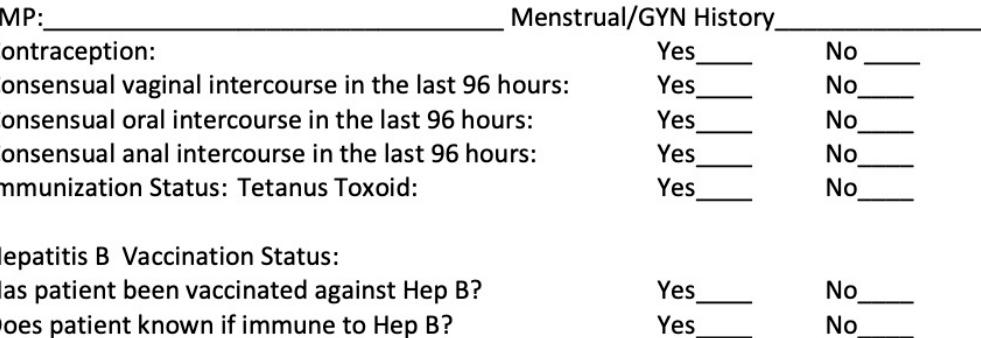 MP:__________ Menstrual/GYN History__________
ontraception: Yes____ No ____
onsensual vaginal intercourse in the last 96 hours: Yes____ No____
onsensual oral intercourse in the last 96 hours: Yes____ No____
onsensual anal intercourse in the last 96 hours: Yes____ No____
mmunization Status: Tetanus Toxoid: Yes____ No____
epatitis B Vaccination Status:
as patient been vaccinated against Hep B? Yes____ No____
oes patient known if immune to Hep B? Yes____ No____